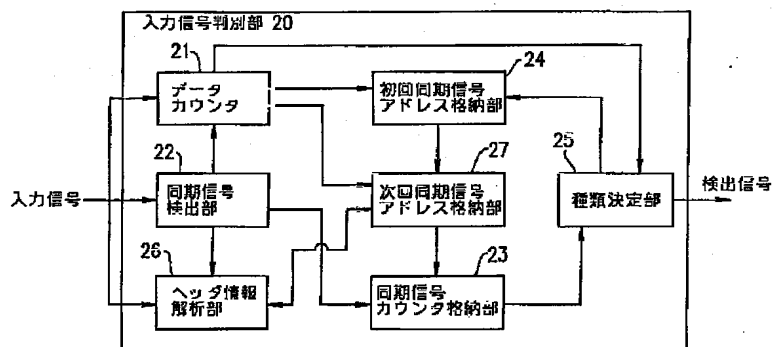 入力信号判別部 20
21
データ
カウンタ
24
初回同期信号
アドレス格納部
22
同期信号
検出部
27
次回同期信号
アドレス格納部
25
種類決定部
入力信号
検出信号
26
ヘッダ情報
解析部
23
同期信号
カウンタ格納部